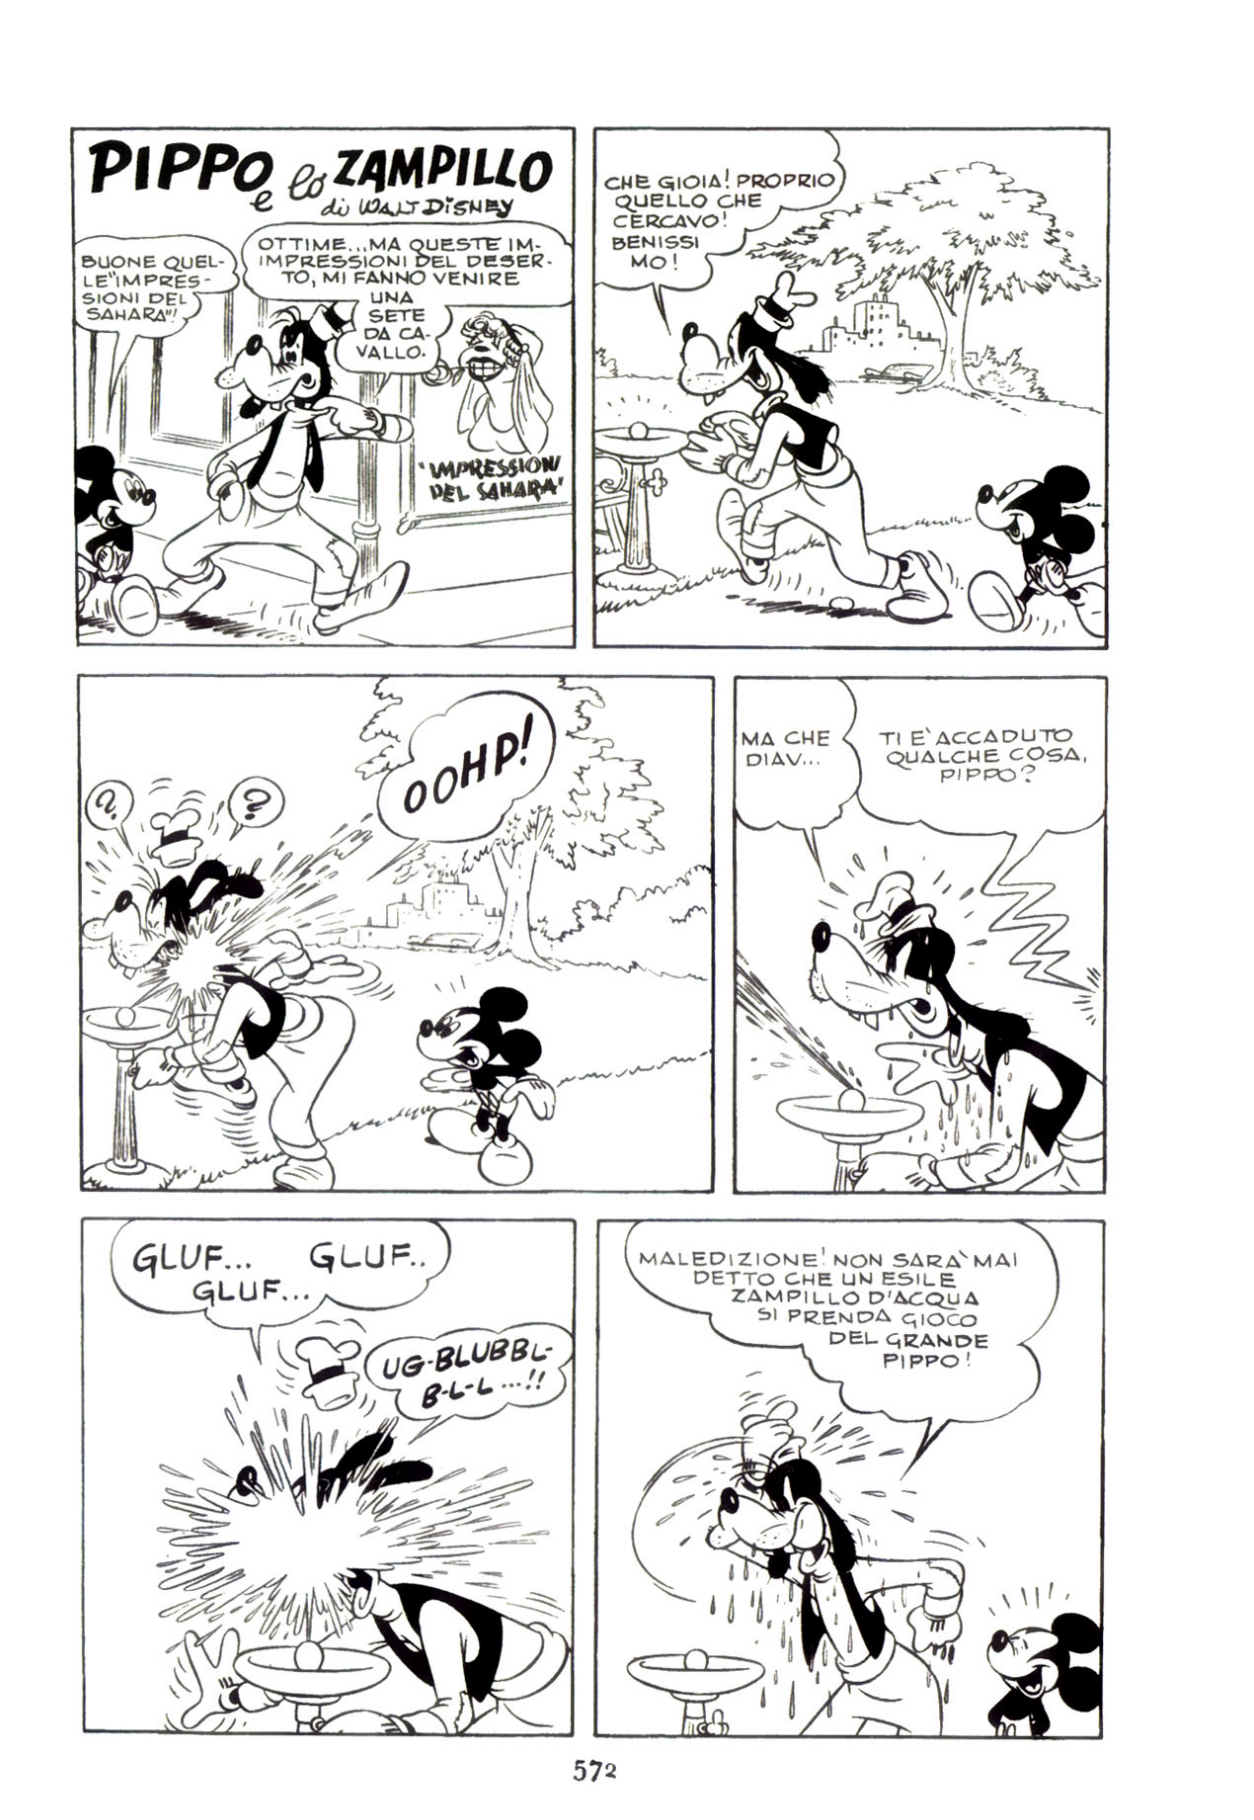 PIPPO e lo ZAMPILLO
di WALT DISNEY
BUONE QUEL-
LE "IMPRES-
SIONI DEL
SAHARA"!
OTTIME...MA QUESTE IM-
IMPRESSIONI DEL DESER-
TO, MI FANNO VENIRE
UNA
SETE
DA CA-
VALLO.
"IMPRESSIONI
DEL SAHARA"
CHE GIOIA! PROPRIO
QUELLO CHE
CERCAVO!
BENISSI
MO!
?
?
OOHP!
MA CHE
DIAV...
TI E' ACCADUTO
QUALCHE COSA,
PIPPO?
GLUF... GLUF..
GLUF...
UG-BLUBBL-
B-L-L...!!
MALEDIZIONE! NON SARA' MAI
DETTO CHE UN ESILE
ZAMPILLO D'ACQUA
SI PRENDA GIOCO
DEL GRANDE
PIPPO!
572